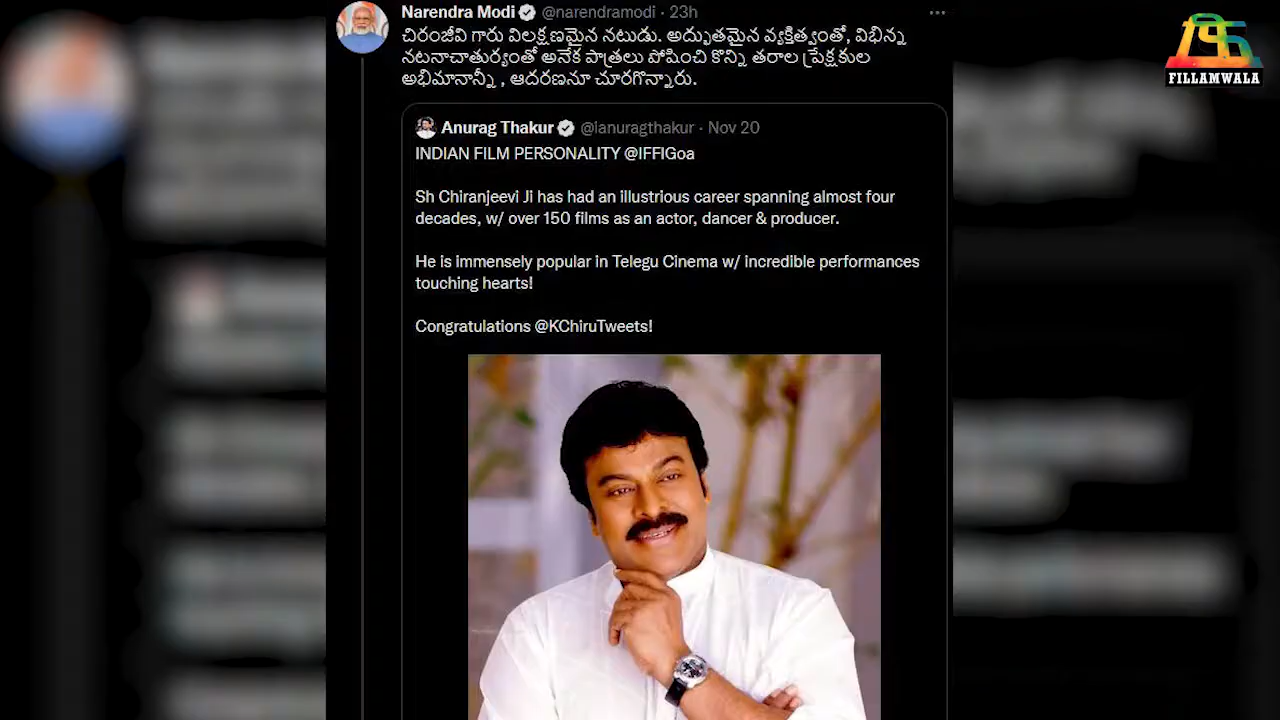 Narendra Modi @narendramodi · 23h
చిరంజీవి గారు విలక్షణమైన నటుడు. అద్భుతమైన వ్యక్తిత్వంతో, విభిన్న
నటనాచాతుర్యంతో అనేక పాత్రలు పోషించి కొన్ని తరాల ప్రేక్షకుల
అభిమానాన్నీ , ఆదరణనూ చూరగొన్నారు.
Anurag Thakur @ianuragthakur · Nov 20
INDIAN FILM PERSONALITY @IFFIGoa
Sh Chiranjeevi Ji has had an illustrious career spanning almost four
decades, w/ over 150 films as an actor, dancer & producer.
He is immensely popular in Telegu Cinema w/ incredible performances
touching hearts!
Congratulations @KChiruTweets!
FILLAMWALA